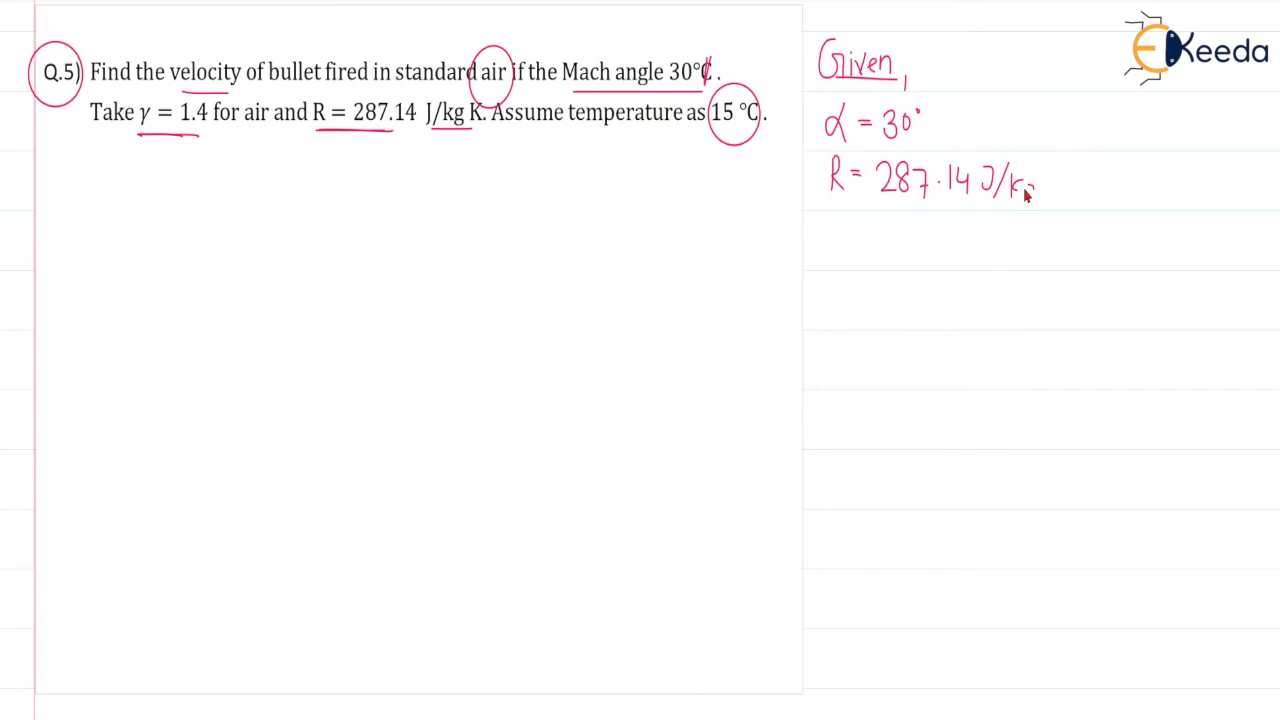 Q.5) Find the velocity of bullet fired in standard air if the Mach angle 30°C .
Take γ = 1.4 for air and R = 287.14 J/kg K. Assume temperature as 15 °C .
EKeeda
Given,
α = 30°
R = 287.14 J/K